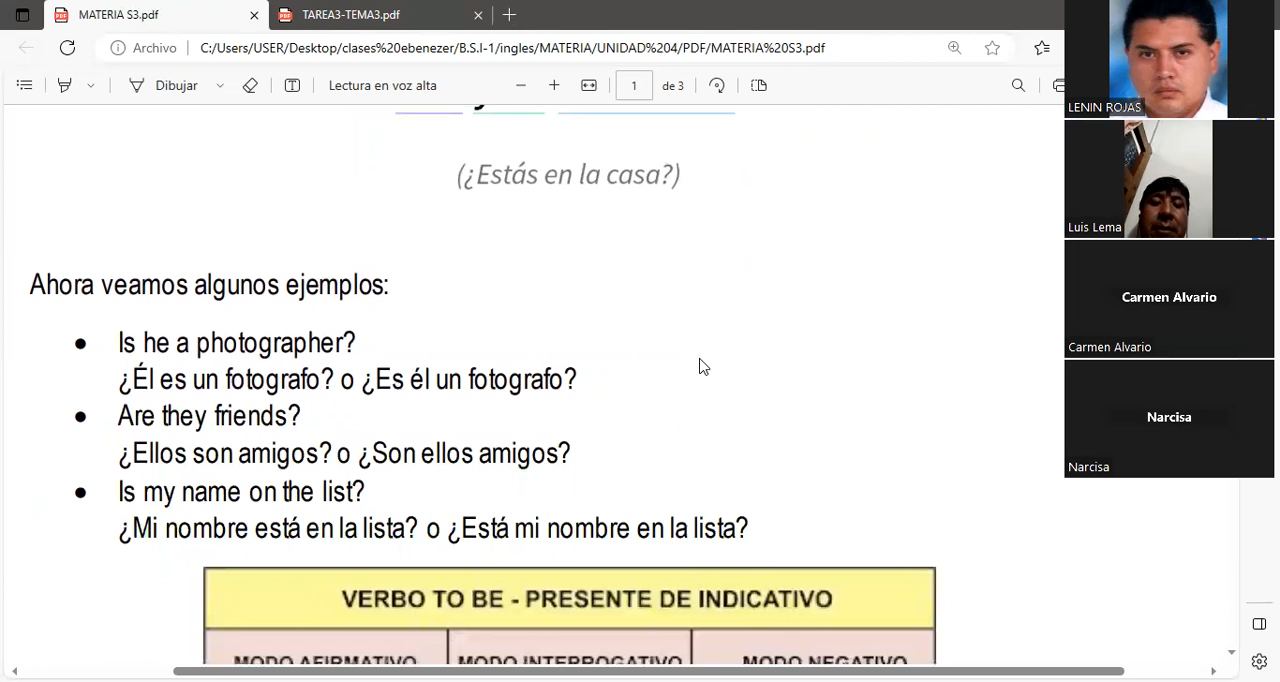 MATERIA S3.pdf
TAREA3-TEMA3.pdf
Archivo
C:/Users/USER/Desktop/clases%20ebenezer/B.S.I-1/ingles/MATERIA/UNIDAD%204/PDF/MATERIA%20S3.pdf
Dibujar
Lectura en voz alta
1 de 3
(¿Estás en la casa?)
Ahora veamos algunos ejemplos:
• Is he a photographer?
¿Él es un fotografo? o ¿Es él un fotografo?
• Are they friends?
¿Ellos son amigos? o ¿Son ellos amigos?
• Is my name on the list?
¿Mi nombre está en la lista? o ¿Está mi nombre en la lista?
VERBO TO BE - PRESENTE DE INDICATIVO
MODO AFIRMATIVO MODO INTERROGATIVO MODO NEGATIVO
LENIN ROJAS
Luis Lema
Carmen Alvario
Carmen Alvario
Narcisa
Narcisa